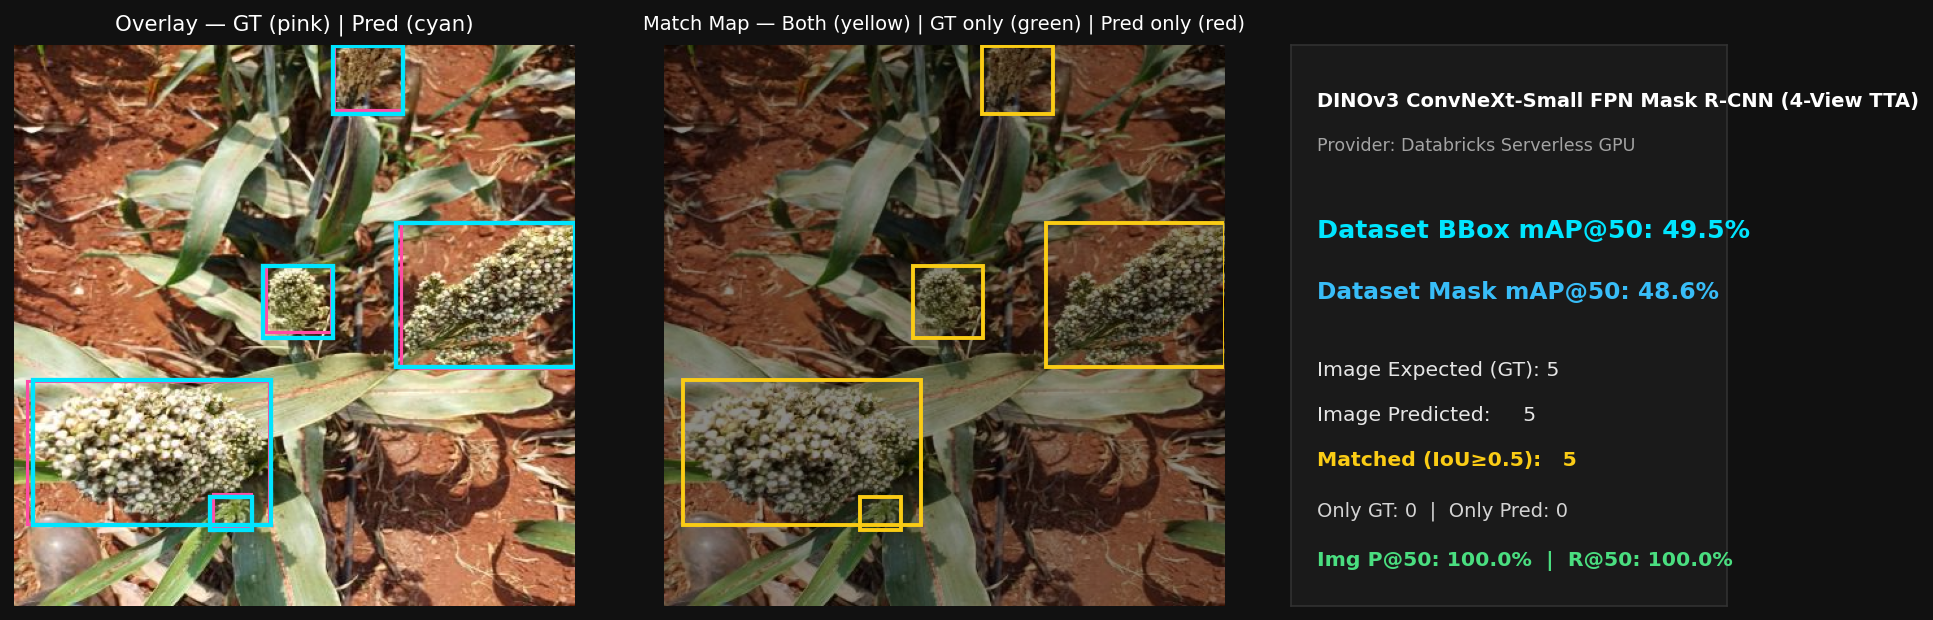 Overlay — GT (pink) | Pred (cyan)
Match Map — Both (yellow) | GT only (green) | Pred only (red)
DINOv3 ConvNeXt-Small FPN Mask R-CNN (4-View TTA)
Provider: Databricks Serverless GPU
Dataset BBox mAP@50: 49.5%
Dataset Mask mAP@50: 48.6%
Image Expected (GT): 5
Image Predicted: 5
Matched (IoU≥0.5): 5
Only GT: 0 | Only Pred: 0
Img P@50: 100.0% | R@50: 100.0%